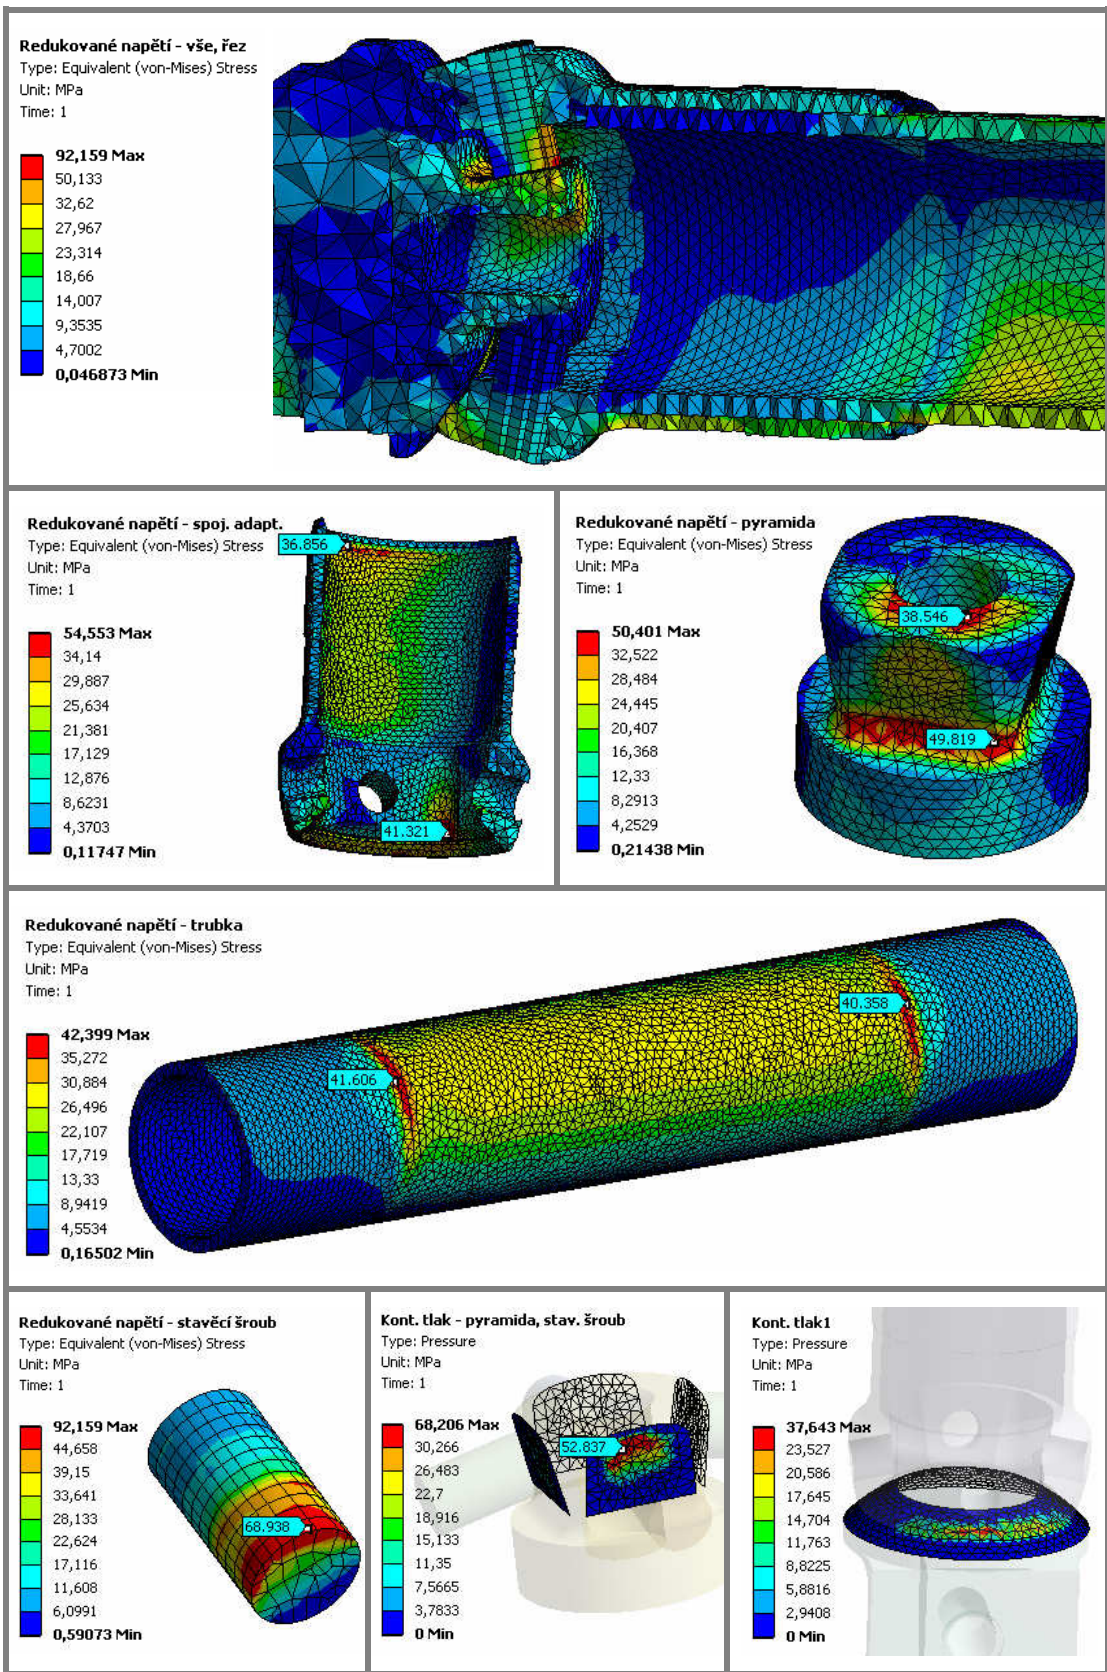 Redukované napětí - vše, řez
Type: Equivalent (von-Mises) Stress
Unit: MPa
Time: 1
92,159 Max
50,133
32,62
27,967
23,314
18,66
14,007
9,3535
4,7002
0,046873 Min
Redukované napětí - spoj. adapt.
Type: Equivalent (von-Mises) Stress
Unit: MPa
Time: 1
54,553 Max
34,14
29,887
25,634
21,381
17,129
12,876
8,6231
4,3703
0,11747 Min
36.856
41.321
Redukované napětí - pyramida
Type: Equivalent (von-Mises) Stress
Unit: MPa
Time: 1
50,401 Max
32,522
28,484
24,445
20,407
16,368
12,33
8,2913
4,2529
0,21438 Min
38.546
49.819
Redukované napětí - trubka
Type: Equivalent (von-Mises) Stress
Unit: MPa
Time: 1
42,399 Max
35,272
30,884
26,496
22,107
17,719
13,33
8,9419
4,5534
0,16502 Min
40.358
41.606
Redukované napětí - stavěcí šroub
Type: Equivalent (von-Mises) Stress
Unit: MPa
Time: 1
92,159 Max
44,658
39,15
33,641
28,133
22,624
17,116
11,608
6,0991
0,59073 Min
68.938
Kont. tlak - pyramida, stav. šroub
Type: Pressure
Unit: MPa
Time: 1
68,206 Max
30,266
26,483
22,7
18,916
15,133
11,35
7,5665
3,7833
0 Min
52.837
Kont. tlak1
Type: Pressure
Unit: MPa
Time: 1
37,643 Max
23,527
20,586
17,645
14,704
11,763
8,8225
5,8816
2,9408
0 Min